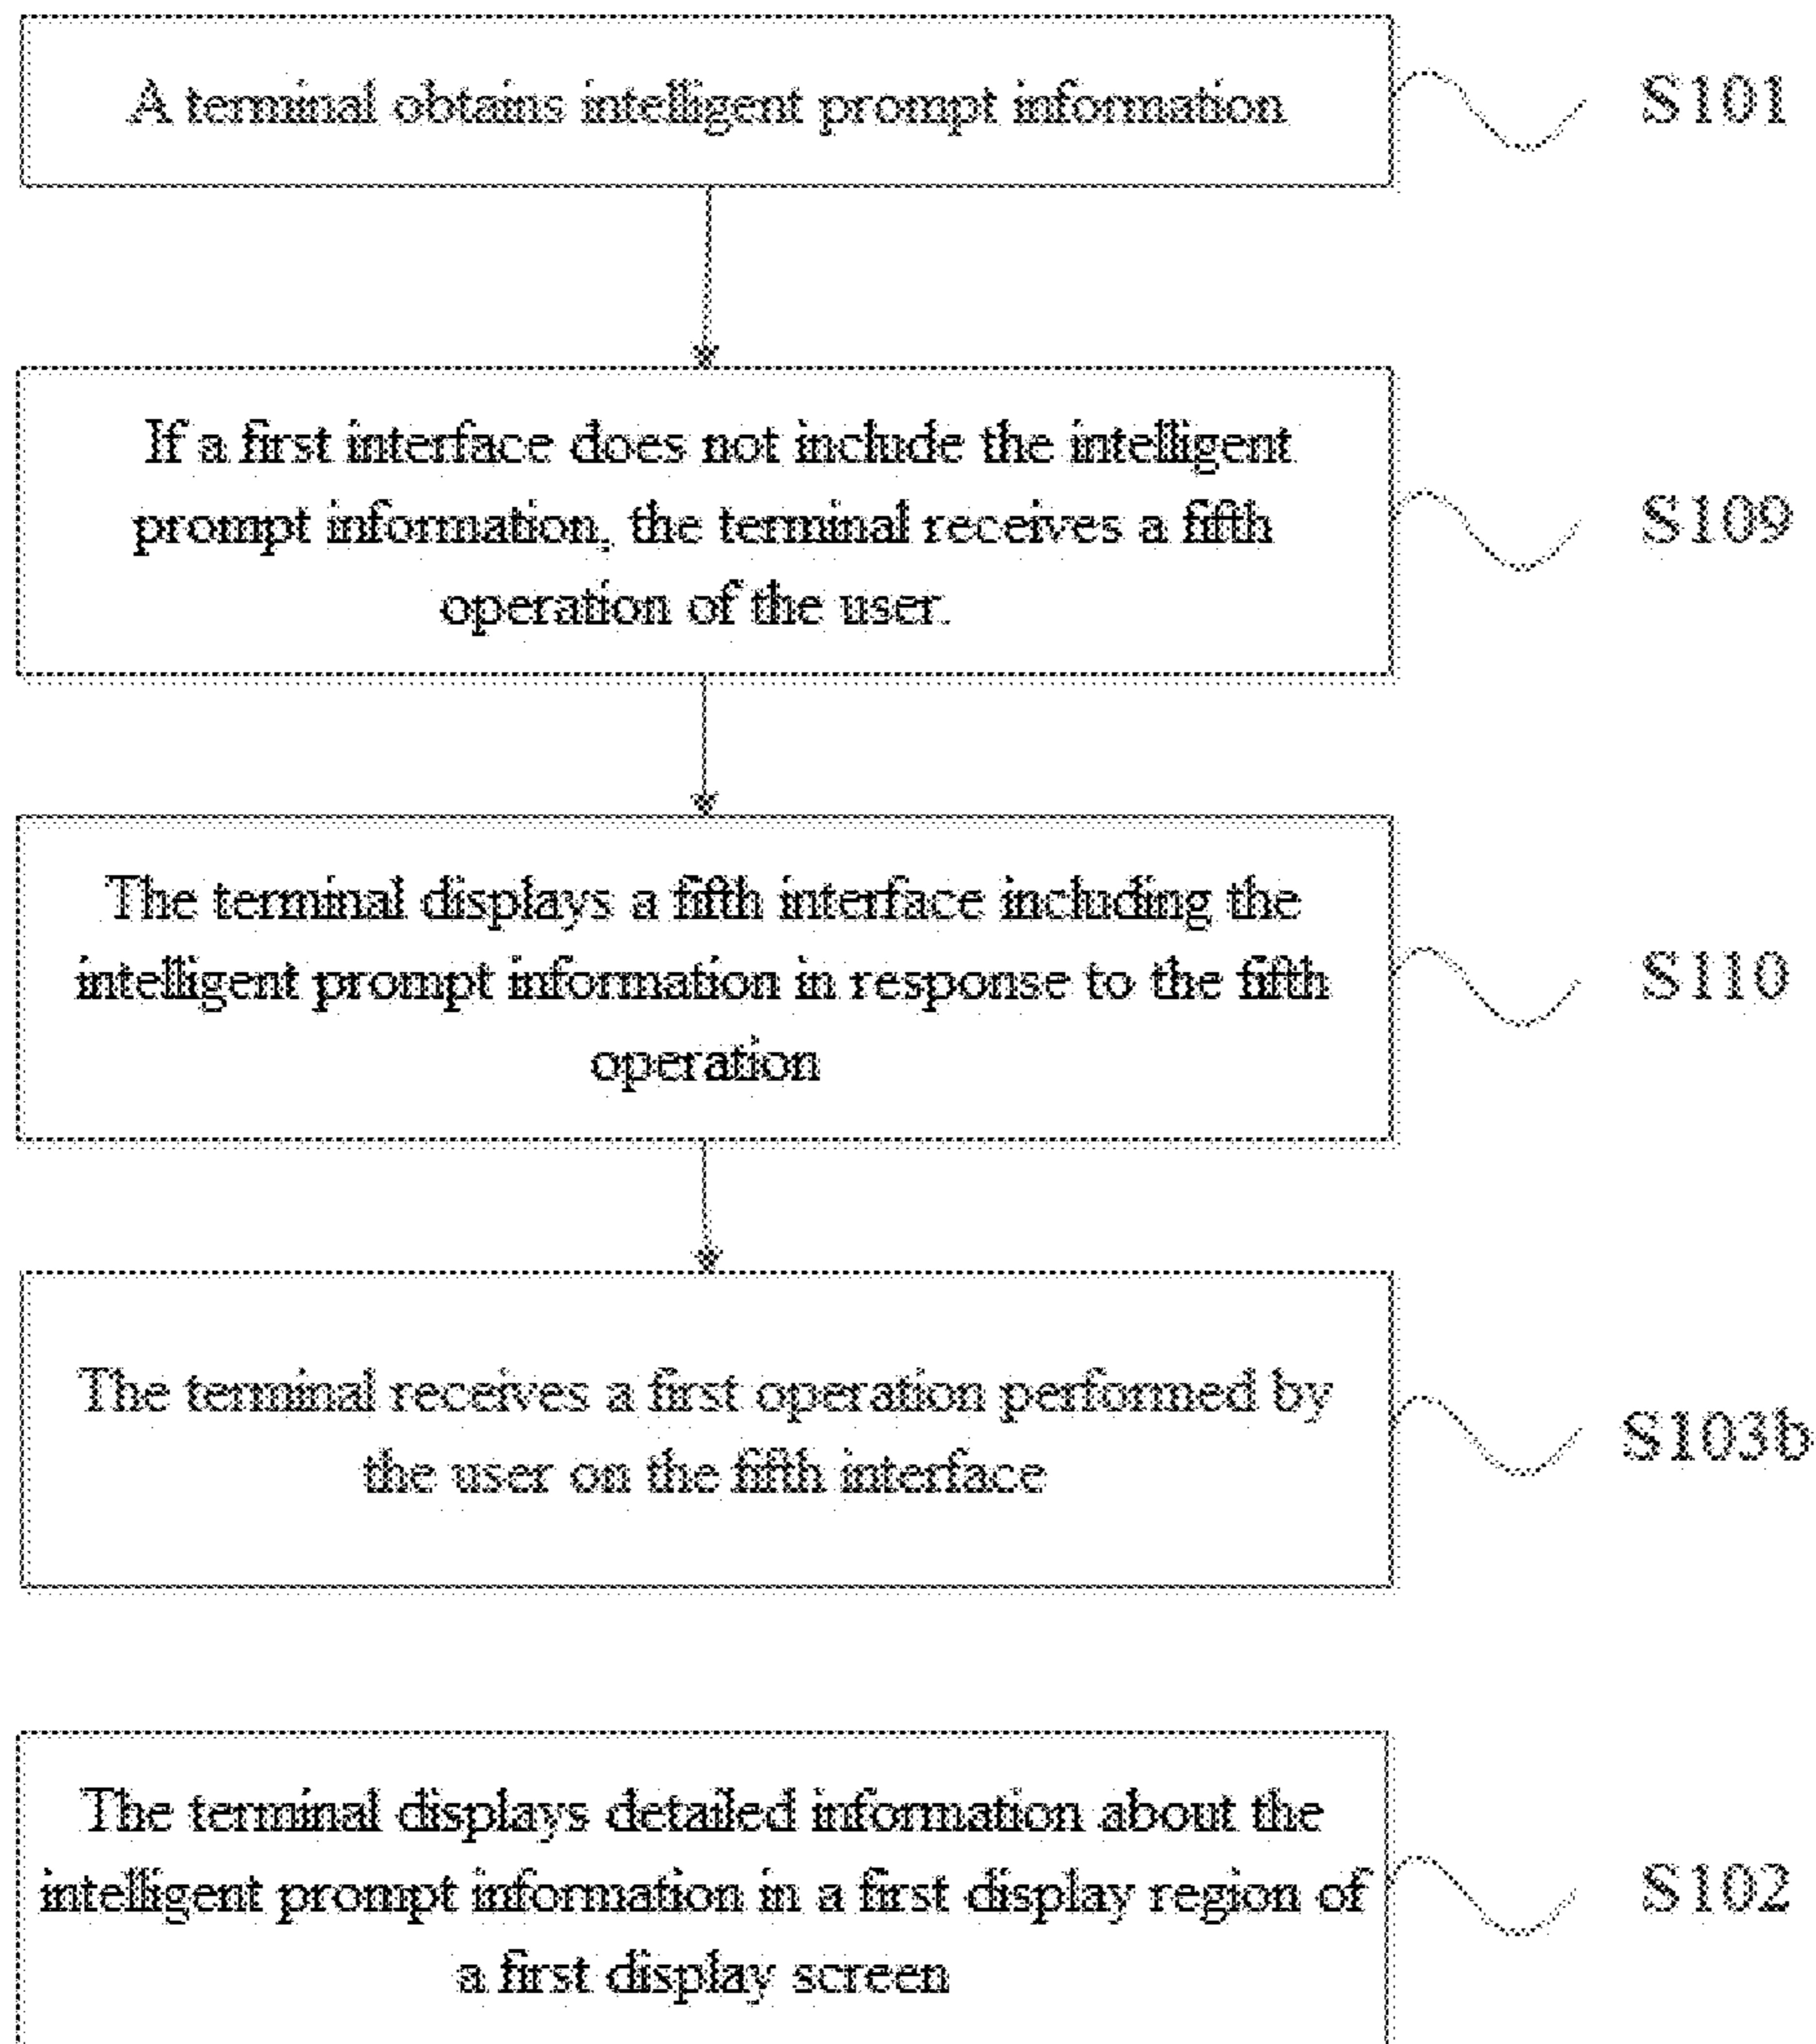 A terminal obtains intelligent prompt information
S101
If a first interface does not include the intelligent
prompt information, the terminal receives a fifth
operation of the user.
S109
The terminal displays a fifth interface including the
intelligent prompt information in response to the fifth
operation
S110
The terminal receives a first operation performed by
the user on the fifth interface
S103b
The terminal displays detailed information about the
intelligent prompt information in a first display region of
a first display screen
S102